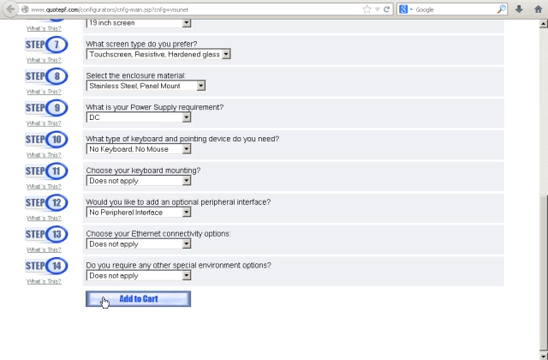 www.quotepf.com/configurators/cnfg-main.jsp?cnfg=vsunet
Google
19 inch screen
What's This?
STEP 7
What screen type do you prefer?
Touchscreen, Resistive, Hardened glass
What's This?
STEP 8
Select the enclosure material:
Stainless Steel, Panel Mount
What's This?
STEP 9
What is your Power Supply requirement?
DC
What's This?
STEP 10
What type of keyboard and pointing device do you need?
No Keyboard, No Mouse
What's This?
STEP 11
Choose your keyboard mounting?
Does not apply
What's This?
STEP 12
Would you like to add an optional peripheral interface?
No Peripheral Interface
What's This?
STEP 13
Choose your Ethernet connectivity options:
Does not apply
What's This?
STEP 14
Do you require any other special environment options?
Does not apply
What's This?
Add to Cart